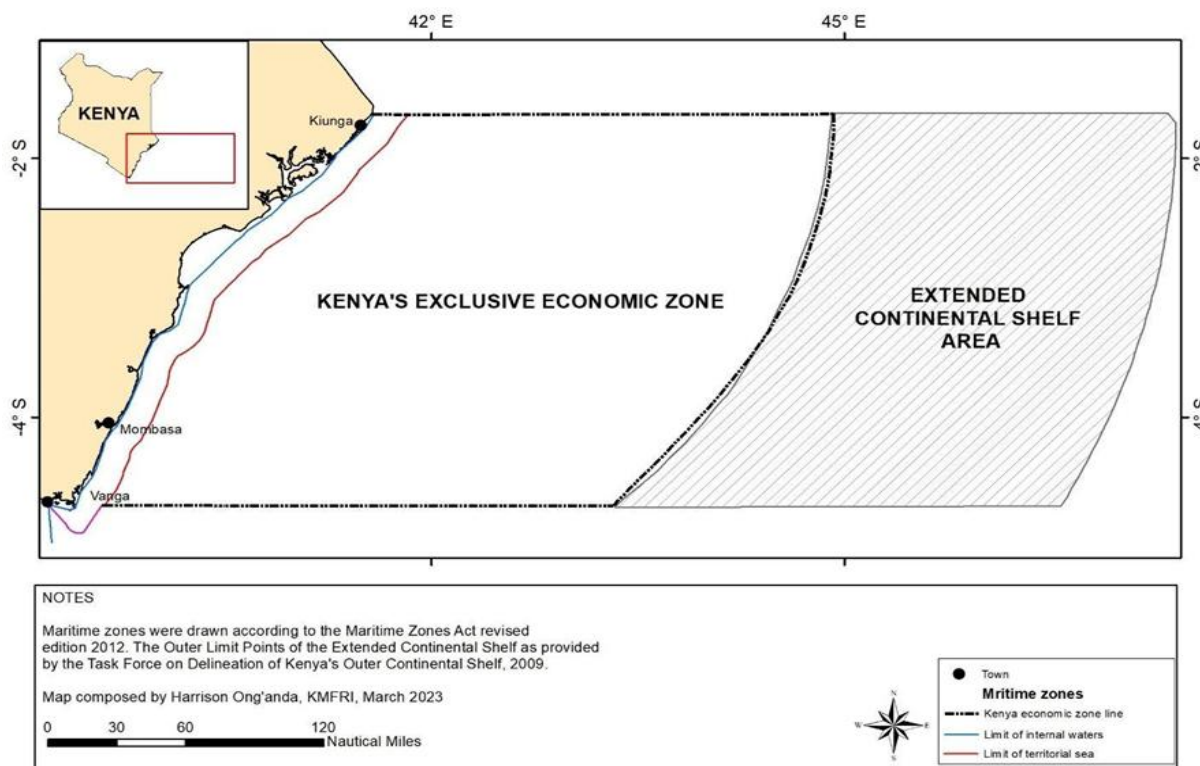 42° E
45° E
KENYA
Kiunga
-2° S
-2° S
KENYA'S EXCLUSIVE ECONOMIC ZONE
EXTENDED
CONTINENTAL SHELF
AREA
-4° S
-4° S
Mombasa
Vanga
42° E
45° E
NOTES
Maritime zones were drawn according to the Maritime Zones Act revised
edition 2012. The Outer Limit Points of the Extended Continental Shelf as provided
by the Task Force on Delineation of Kenya's Outer Continental Shelf, 2009.
Map composed by Harrison Ong'anda, KMFRI, March 2023
0 30 60 120
Nautical Miles
N
W E
S
Town
Mritime zones
Kenya economic zone line
Limit of internal waters
Limit of territorial sea